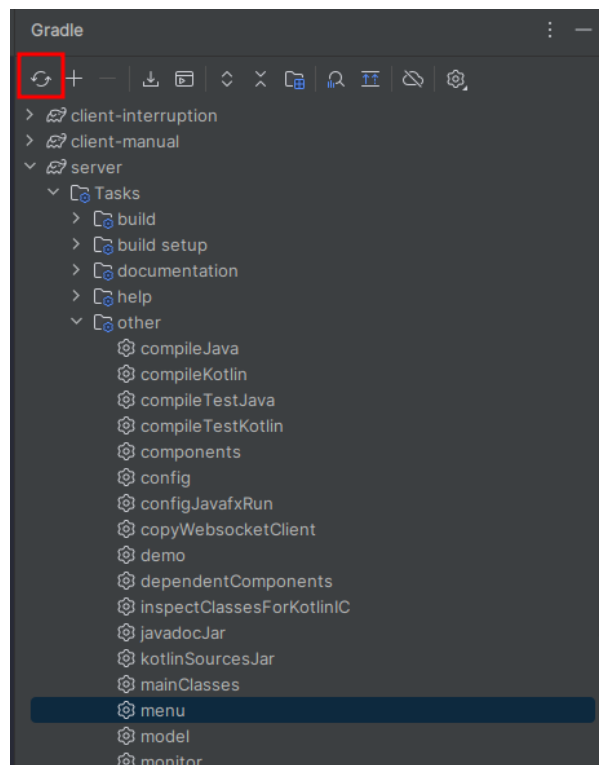 Gradle
client-interruption
client-manual
server
Tasks
build
build setup
documentation
help
other
compileJava
compileKotlin
compileTestJava
compileTestKotlin
components
config
configJavafxRun
copyWebsocketClient
demo
dependentComponents
inspectClassesForKotlinIC
javadocJar
kotlinSourcesJar
mainClasses
menu
model
monitor